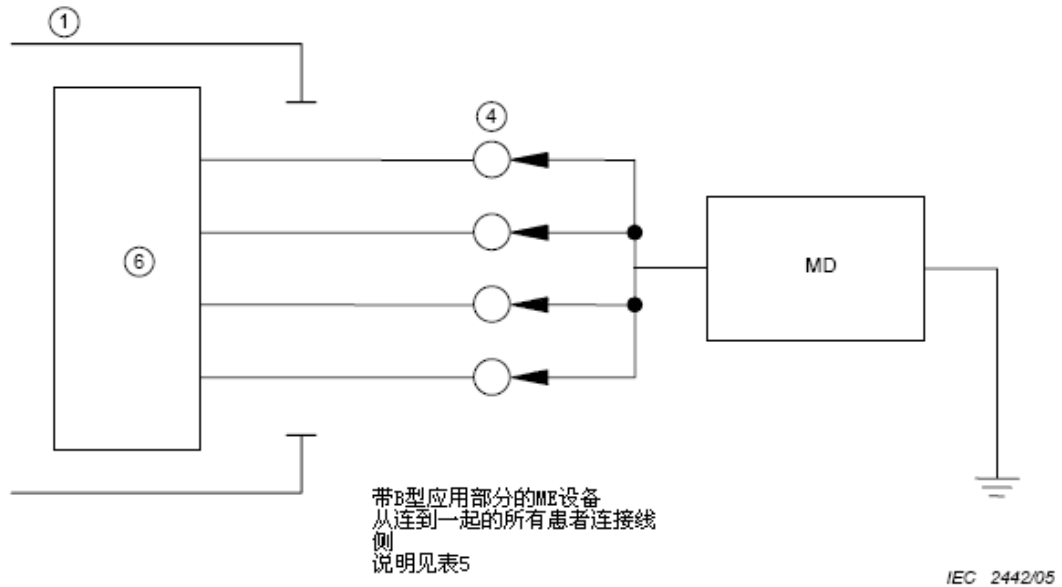 ①
④
⑥
MD
带B型应用部分的ME设备
从连到一起的所有患者连接线
侧
说明见表5
IEC 2442/05